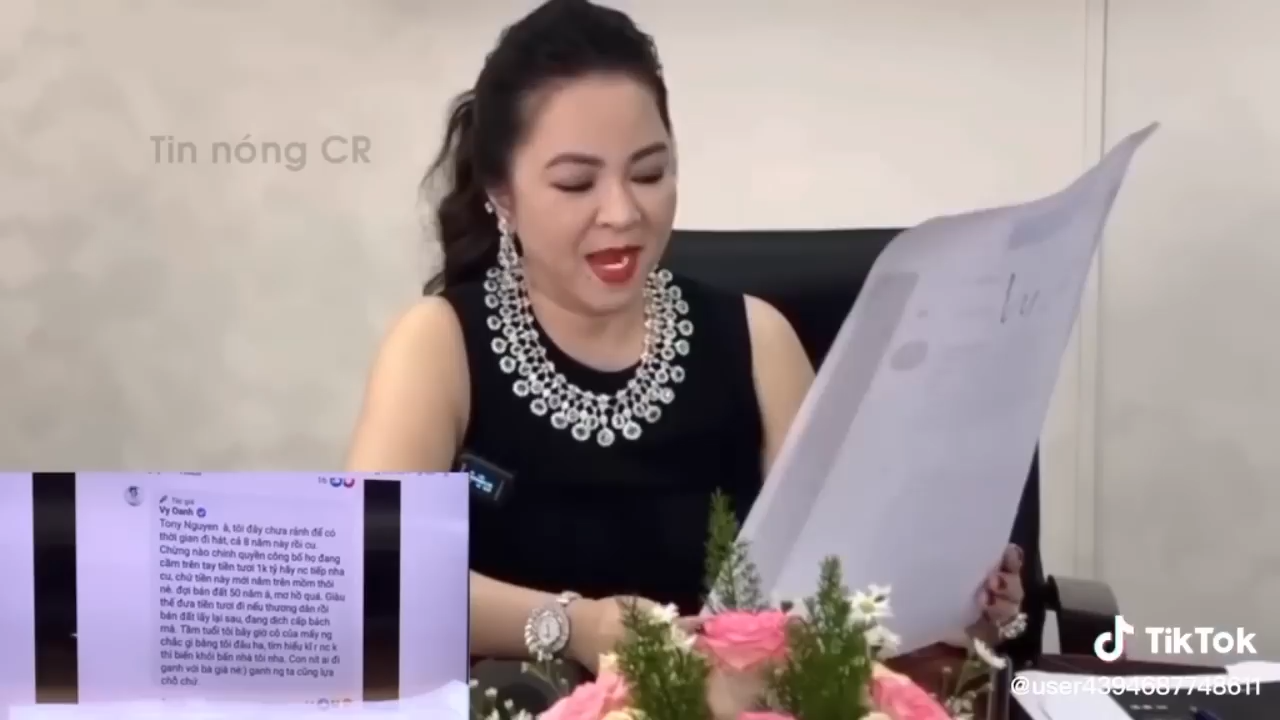 Tin nóng CR
16
Tác giả
Vy Oanh
Tony Nguyen à, tôi đây chưa rảnh để có
thời gian đi hát, cả 8 năm này rồi cu.
Chừng nào chính quyền công bố họ đang
cầm trên tay tiền tươi 1k tỷ hãy nc tiếp nha
cu, chứ tiền này mới nằm trên mồm thôi
nè. đợi bán đất 50 năm à, mơ hồ quá. Giàu
thế đưa tiền tươi đi nếu thương dân rồi
bán đất lấy lại sau, đang dịch cấp bách
mà. Tầm tuổi tôi bây giờ cô của mấy ng
chắc gì bằng tôi đâu ha, tìm hiểu kĩ r nc k
thì biến khỏi bến nhà tôi nha. Con nít ai đi
ganh với bà già nè:) ganh ng ta cũng lựa
chỗ chứ
TikTok
@user4394687748611